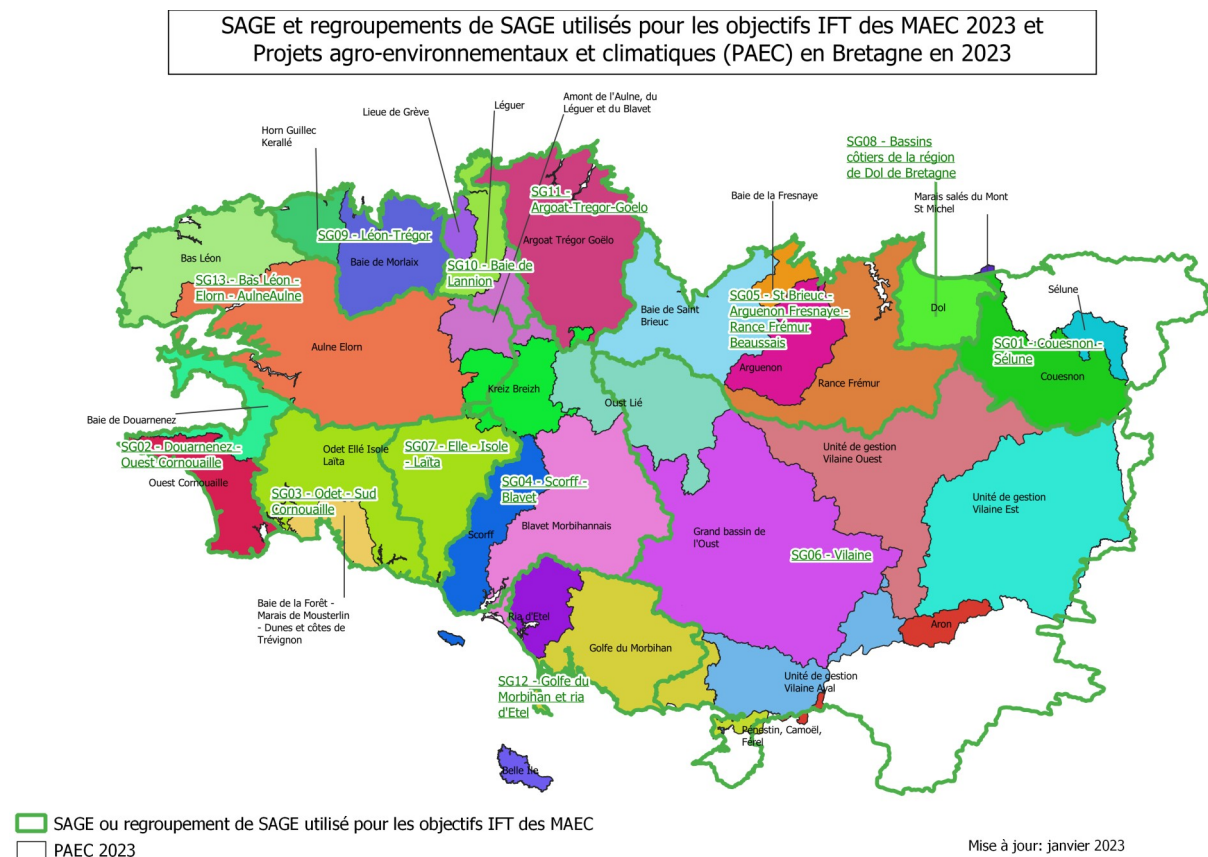 SAGE et regroupements de SAGE utilisés pour les objectifs IFT des MAEC 2023 et
Projets agro-environnementaux et climatiques (PAEC) en Bretagne en 2023
Amont de l'Aulne, du
Léguer et du Blavet
Léguer
Lieue de Grève
Horn Guillec
Kerallé
SG08 - Bassins
côtiers de la région
de Dol de Bretagne
Baie de la Fresnaye
Marais salés du Mont
St Michel
SG11 -
Argoat-Tregor-Goelo
Argoat Trégor Goëlo
SG09 - Léon-Trégor
Baie de Morlaix
Bas Léon
SG10 - Baie de
Lannion
SG13 - Bas Léon -
Elorn - AulneAulne
Sélune
SG05 - St Brieuc -
Arguenon Fresnaye -
Rance Frémur
Beaussais
Baie de Saint
Brieuc
Dol
SG01 - Couesnon -
Sélune
Aulne Elorn
Arguenon
Rance Frémur
Couesnon
Kreiz Breizh
Oust Lié
Baie de Douarnenez
SG02 - Douarnenez -
Ouest Cornouaille
Ouest Cornouaille
Odet Ellé Isole
Laïta
SG07 - Elle - Isole
- Laïta
Unité de gestion
Vilaine Ouest
SG03 - Odet - Sud
Cornouaille
SG04 - Scorff -
Blavet
Unité de gestion
Vilaine Est
Scorff
Blavet Morbihannais
Grand bassin de
l'Oust
SG06 - Vilaine
Baie de la Forêt -
Marais de Mousterlin
- Dunes et côtes de
Trévignon
Ria d'Etel
Aron
Golfe du Morbihan
SG12 - Golfe du
Morbihan et ria
d'Etel
Unité de gestion
Vilaine Aval
Pénestin, Camoël,
Férel
Belle Ile
SAGE ou regroupement de SAGE utilisé pour les objectifs IFT des MAEC
PAEC 2023
Mise à jour: janvier 2023